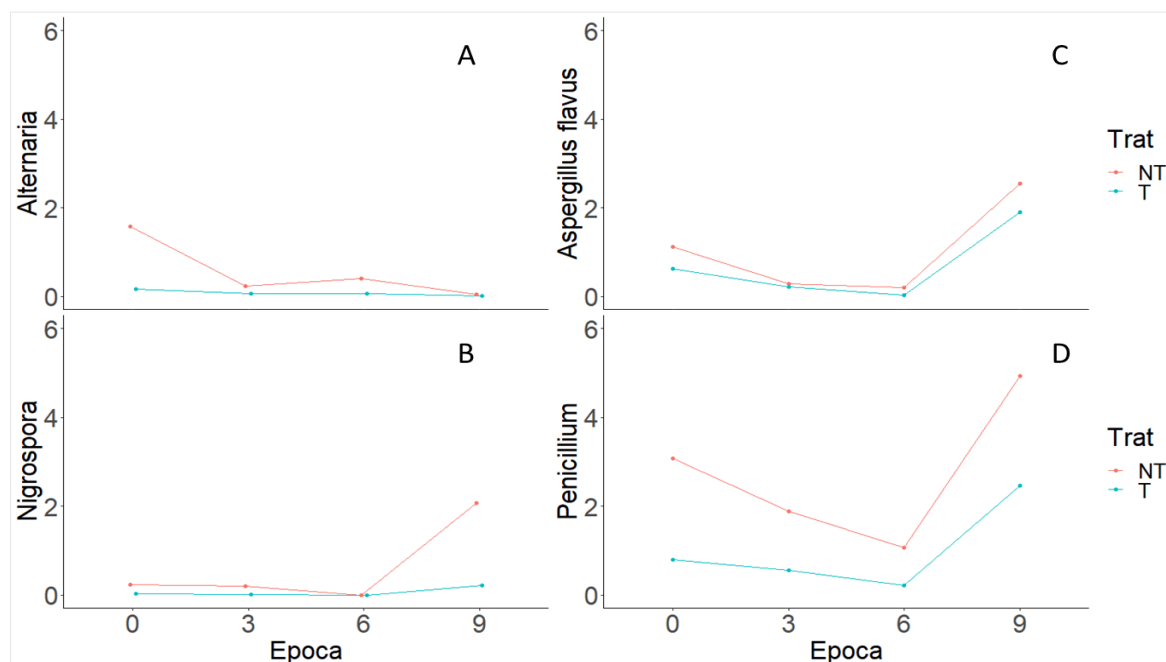 A
Alternaria
6
4
2
0
C
Aspergillus flavus
6
4
2
0
Trat
NT
T
B
Nigrospora
6
4
2
0
0 3 6 9
Epoca
D
Penicillium
6
4
2
0
0 3 6 9
Epoca
Trat
NT
T